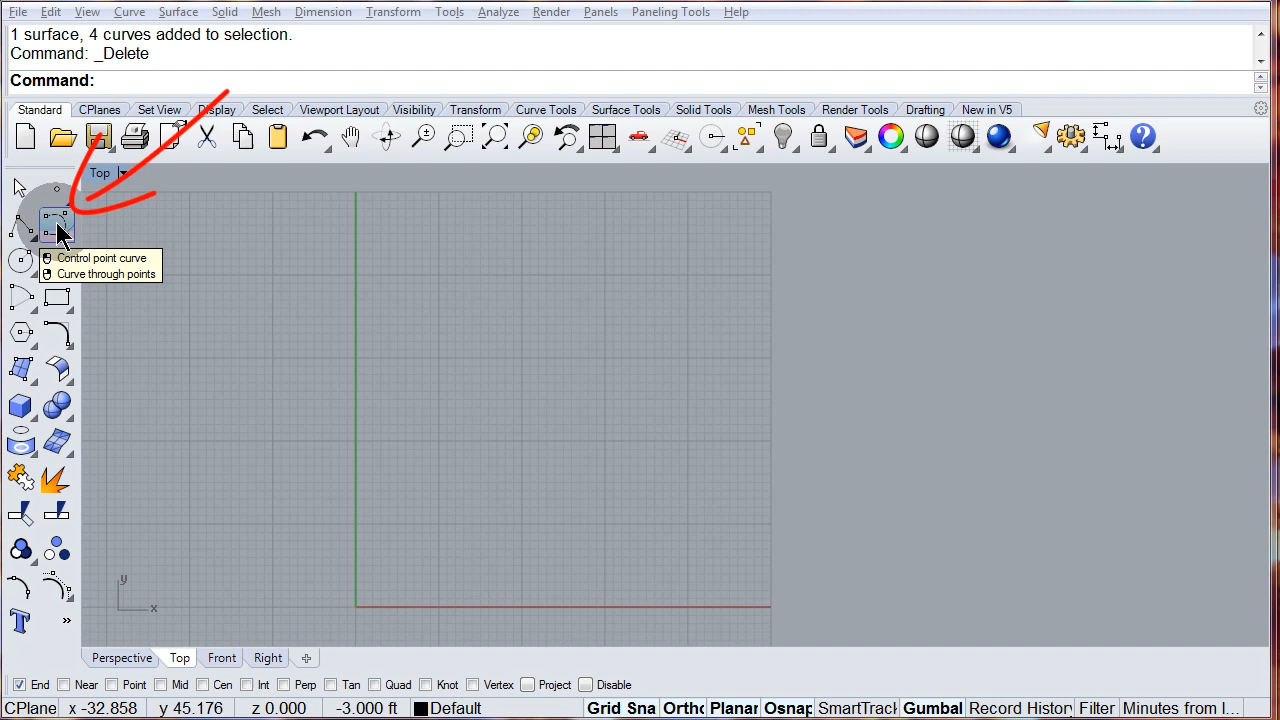 File Edit View Curve Surface Solid Mesh Dimension Transform Tools Analyze Render Panels Paneling Tools Help
1 surface, 4 curves added to selection.
Command: _Delete
Command:
Standard CPlanes Set View Display Select Viewport Layout Visibility Transform Curve Tools Surface Tools Solid Tools Mesh Tools Render Tools Drafting New in V5
Top
Control point curve
Curve through points
y
x
Perspective Top Front Right
End Near Point Mid Cen Int Perp Tan Quad Knot Vertex Project Disable
CPlane x -32.858 y 45.176 z 0.000 -3.000 ft Default Grid Sna Ortho Planar Osnap SmartTrack Gumbal Record History Filter Minutes from l...